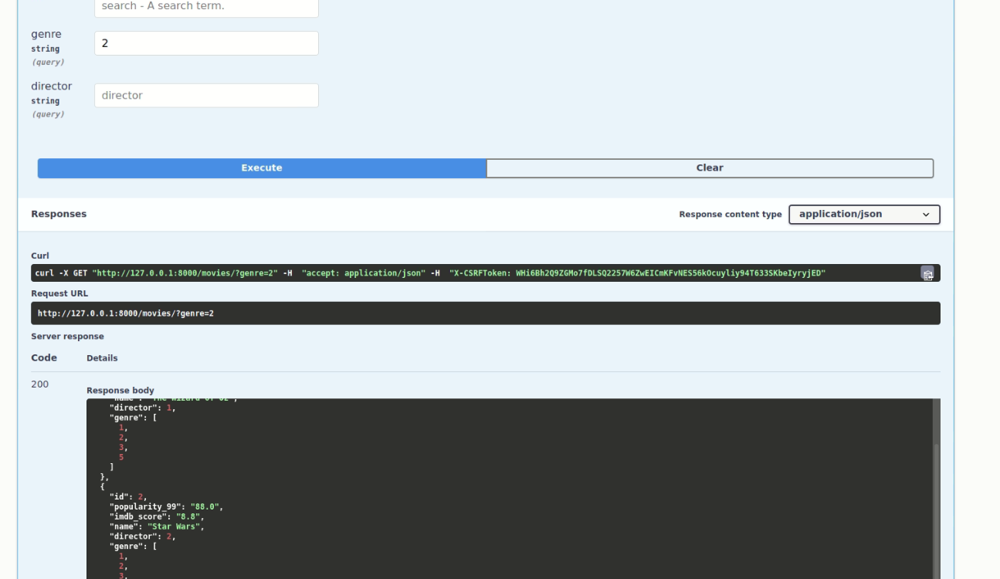 search - A search term.
genre
string
(query)
2
director
string
(query)
director
Execute
Clear
Responses
Response content type
application/json
Curl
curl -X GET "http://127.0.0.1:8000/movies/?genre=2" -H  "accept: application/json" -H  "X-CSRFToken: WHi6Bh2Q9ZGMo7fDLSQ2257W6ZwEICmKFvNES56kOcuyliy94T633SKbeIyryjED"
Request URL
http://127.0.0.1:8000/movies/?genre=2
Server response
Code
Details
200
Response body
"name": "The Wizard of Oz",
"director": 1,
"genre": [
1,
2,
3,
5
]
},
{
"id": 2,
"popularity_99": "88.0",
"imdb_score": "8.8",
"name": "Star Wars",
"director": 2,
"genre": [
1,
2,
3,